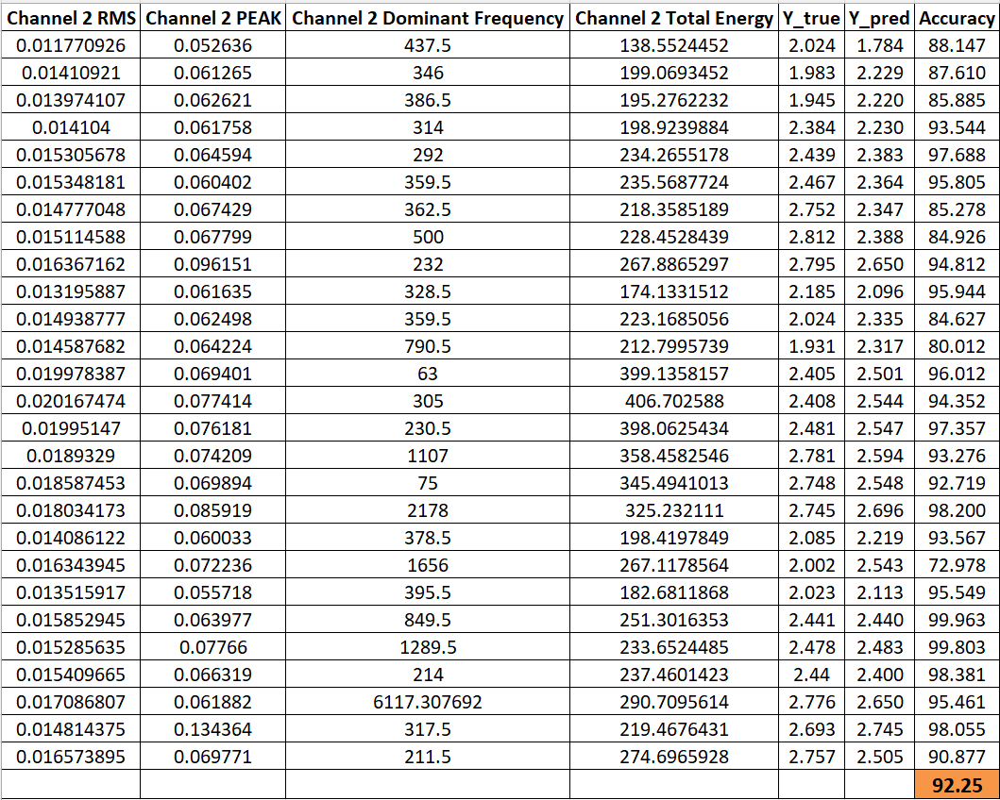 Channel 2 RMS Channel 2 PEAK Channel 2 Dominant Frequency Channel 2 Total Energy Y_true Y_pred Accuracy
0.011770926 0.052636 437.5 138.5524452 2.024 1.784 88.147
0.01410921 0.061265 346 199.0693452 1.983 2.229 87.610
0.013974107 0.062621 386.5 195.2762232 1.945 2.220 85.885
0.014104 0.061758 314 198.9239884 2.384 2.230 93.544
0.015305678 0.064594 292 234.2655178 2.439 2.383 97.688
0.015348181 0.060402 359.5 235.5687724 2.467 2.364 95.805
0.014777048 0.067429 362.5 218.3585189 2.752 2.347 85.278
0.015114588 0.067799 500 228.4528439 2.812 2.388 84.926
0.016367162 0.096151 232 267.8865297 2.795 2.650 94.812
0.013195887 0.061635 328.5 174.1331512 2.185 2.096 95.944
0.014938777 0.062498 359.5 223.1685056 2.024 2.335 84.627
0.014587682 0.064224 790.5 212.7995739 1.931 2.317 80.012
0.019978387 0.069401 63 399.1358157 2.405 2.501 96.012
0.020167474 0.077414 305 406.702588 2.408 2.544 94.352
0.01995147 0.076181 230.5 398.0625434 2.481 2.547 97.357
0.0189329 0.074209 1107 358.4582546 2.781 2.594 93.276
0.018587453 0.069894 75 345.4941013 2.748 2.548 92.719
0.018034173 0.085919 2178 325.232111 2.745 2.696 98.200
0.014086122 0.060033 378.5 198.4197849 2.085 2.219 93.567
0.016343945 0.072236 1656 267.1178564 2.002 2.543 72.978
0.013515917 0.055718 395.5 182.6811868 2.023 2.113 95.549
0.015852945 0.063977 849.5 251.3016353 2.441 2.440 99.963
0.015285635 0.07766 1289.5 233.6524485 2.478 2.483 99.803
0.015409665 0.066319 214 237.4601423 2.44 2.400 98.381
0.017086807 0.061882 6117.307692 290.7095614 2.776 2.650 95.461
0.014814375 0.134364 317.5 219.4676431 2.693 2.745 98.055
0.016573895 0.069771 211.5 274.6965928 2.757 2.505 90.877
92.25